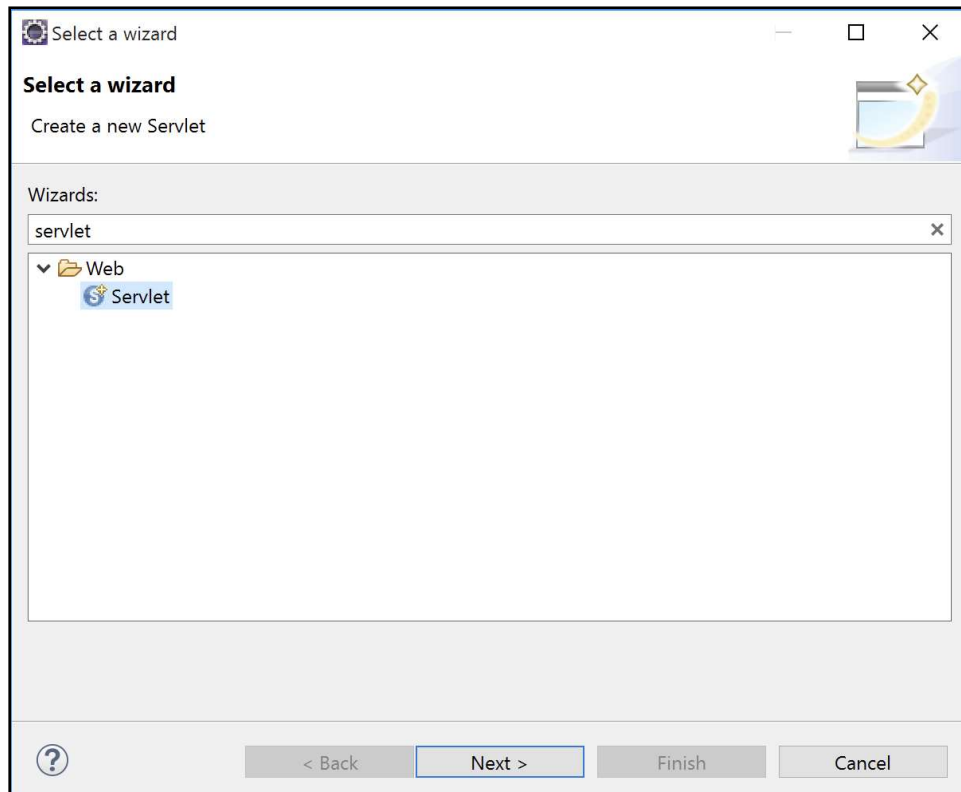 Select a wizard
Select a wizard
Create a new Servlet
Wizards:
servlet
Web
Servlet
?
< Back Next > Finish Cancel